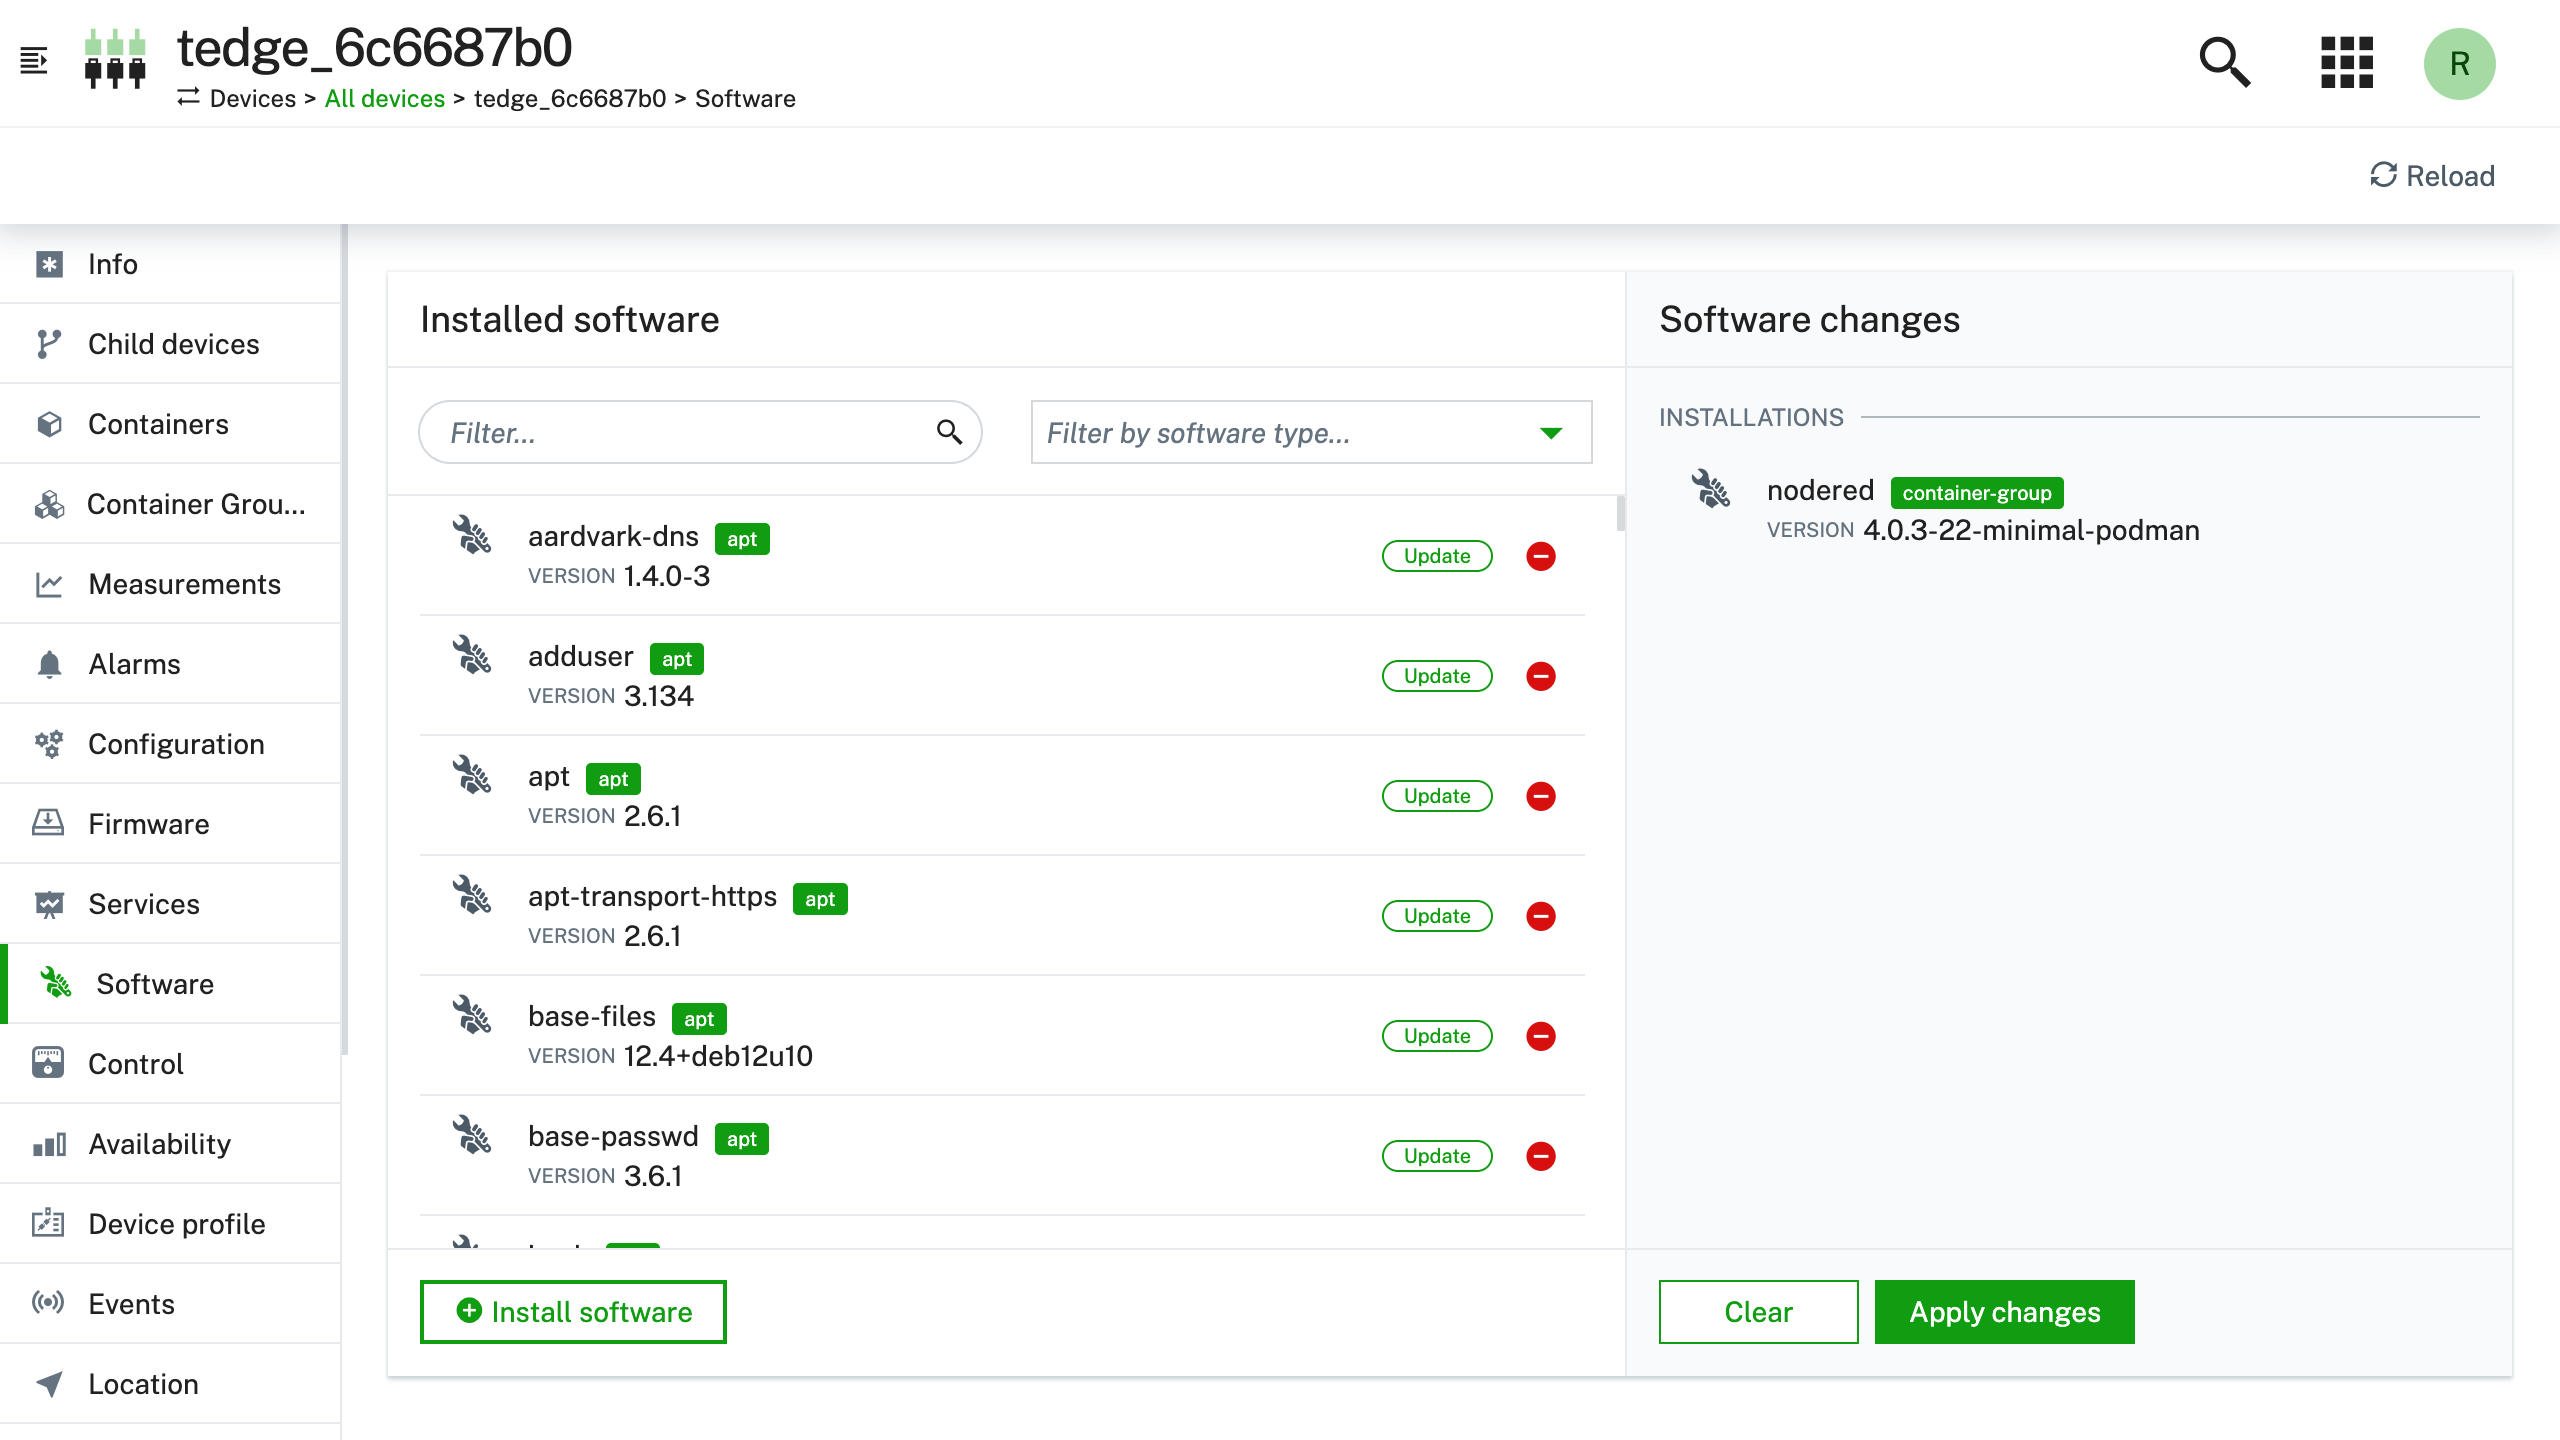 tedge_6c6687b0
Devices > All devices > tedge_6c6687b0 > Software
R
Reload
Info
Child devices
Containers
Container Grou...
Measurements
Alarms
Configuration
Firmware
Services
Software
Control
Availability
Device profile
Events
Location
Installed software
Filter...
Filter by software type...
aardvark-dns apt
VERSION 1.4.0-3
Update
adduser apt
VERSION 3.134
Update
apt apt
VERSION 2.6.1
Update
apt-transport-https apt
VERSION 2.6.1
Update
base-files apt
VERSION 12.4+deb12u10
Update
base-passwd apt
VERSION 3.6.1
Update
Install software
Software changes
INSTALLATIONS
nodered container-group
VERSION 4.0.3-22-minimal-podman
Clear
Apply changes